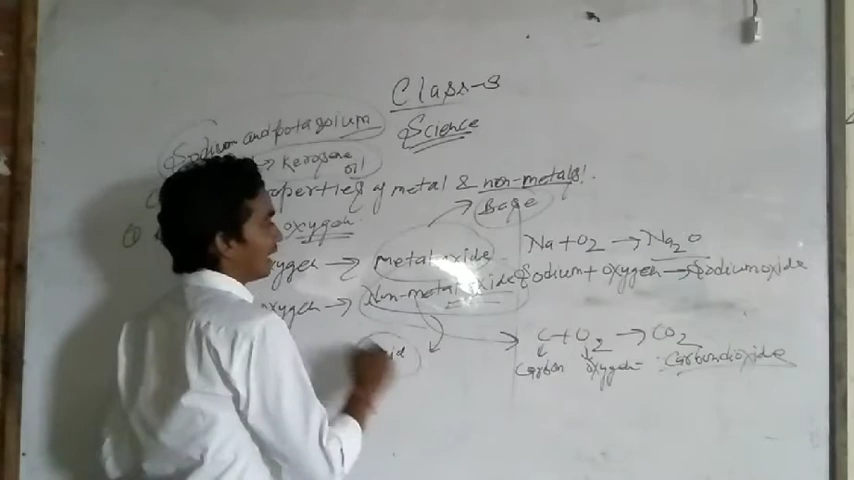 Class-8
Science
Sodium and potassium
→ Kerosene
oil
properties of metal & non-metals!
Base
① oxygen
oxygen → metal oxide
Na + O2 → Na2O
Sodium + oxygen → Sodium oxide
oxygen → Non-metal oxide
C + O2 → CO2
carbon oxygen carbondioxide